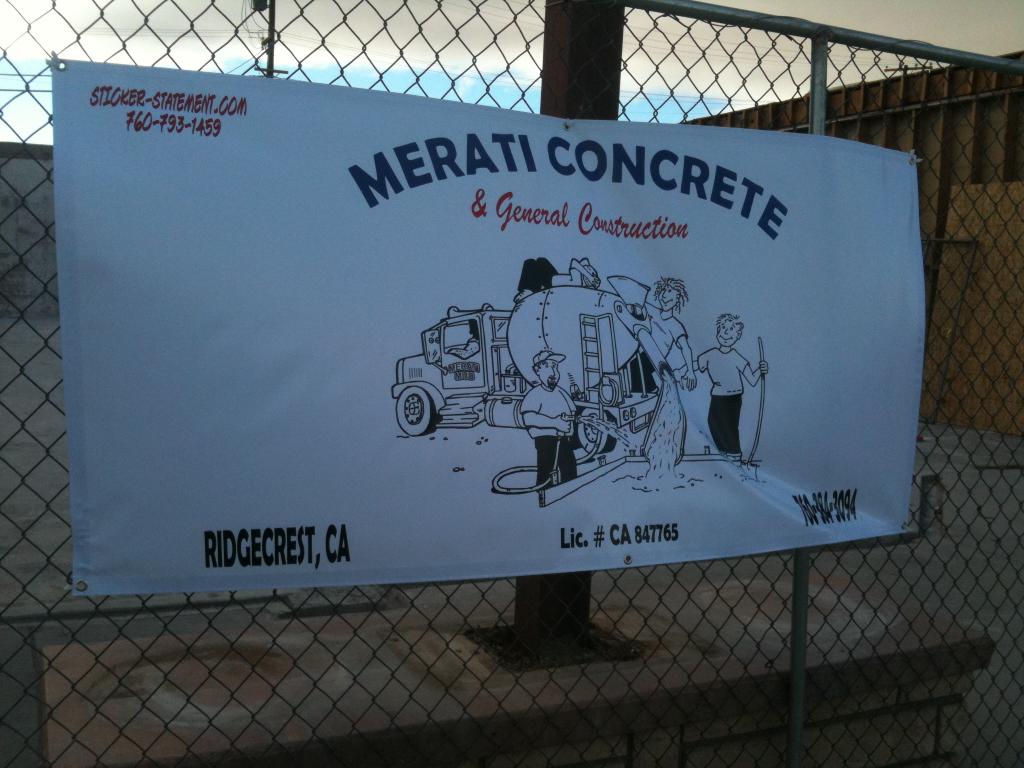 STICKER-STATEMENT.COM
760-793-1459
MERATI CONCRETE
& General Construction
RIDGECREST, CA
Lic. # CA 847765